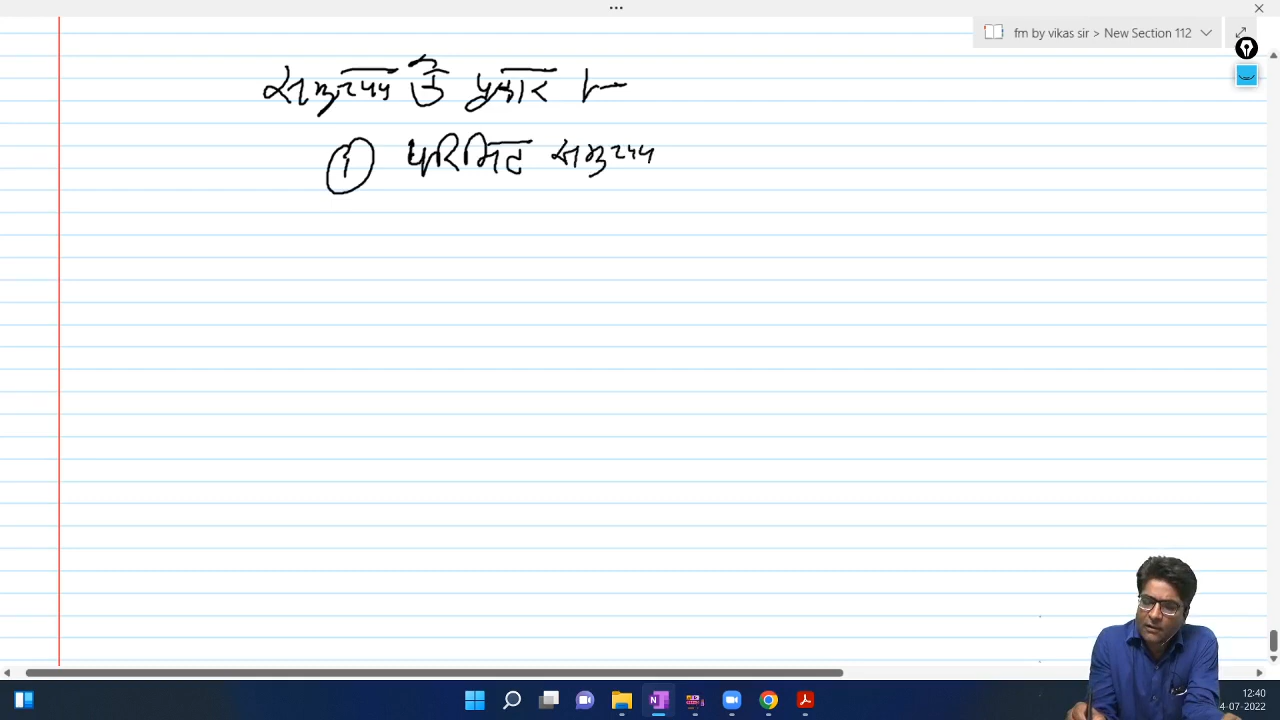 fm by vikas sir > New Section 112
समुच्चय के प्रकार :-
① परिमित समुच्चय
12:40
4-07-2022